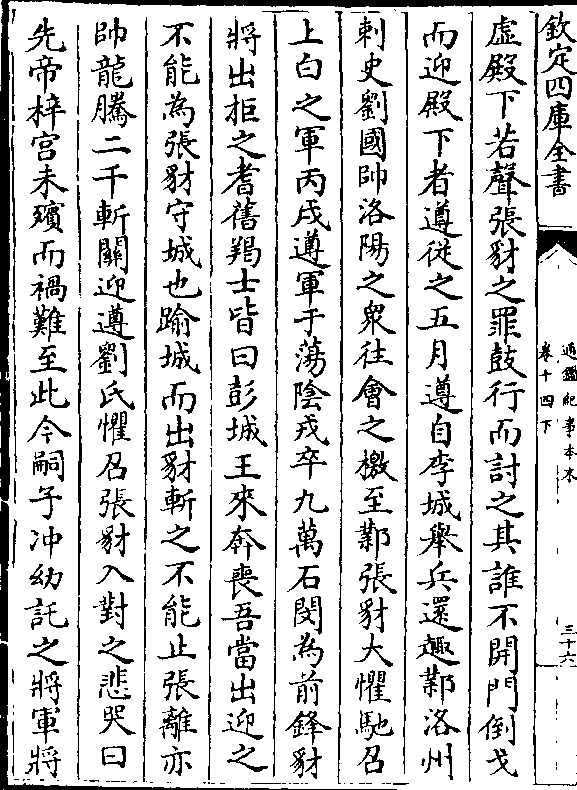 欽定四庫全書
通鑑紀事本末
卷十四下
三十六
虛殿下若聲張豺之罪鼓行而討之其誰不開門倒戈
而迎殿下者遵從之五月遵自李城舉兵還趣鄴洛州
刺史劉國帥洛陽之衆往會之檄至鄴張豺大懼馳召
上白之軍丙戌遵軍于蕩陰戎卒九萬石閔為前鋒豺
將出拒之耆舊羯士皆曰彭城王來奔喪吾當出迎之
不能為張豺守城也踰城而出豺斬之不能止張離亦
帥龍騰二千斬關迎遵劉氏懼召張豺入對之悲哭曰
先帝梓宮未殯而禍難至此今嗣子冲幼託之將軍將